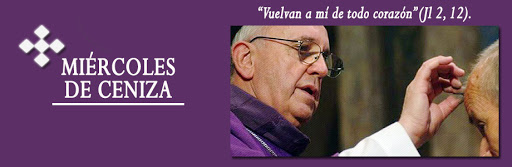 “Vuelvan a mí de todo corazón” (Jl 2, 12).
MIÉRCOLES
DE CENIZA